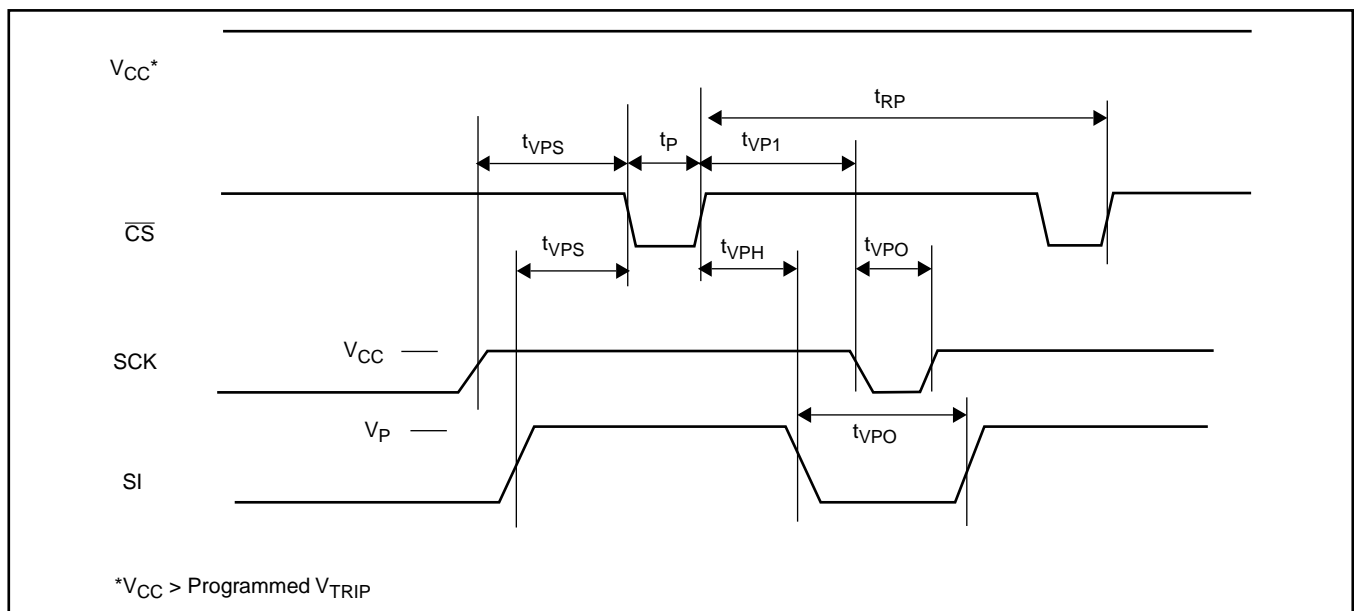 V_CC*
t_RP
t_VPS
t_P
t_VP1
CS
t_VPS
t_VPH
t_VPO
V_CC
SCK
V_P
t_VPO
SI
*V_CC > Programmed V_TRIP